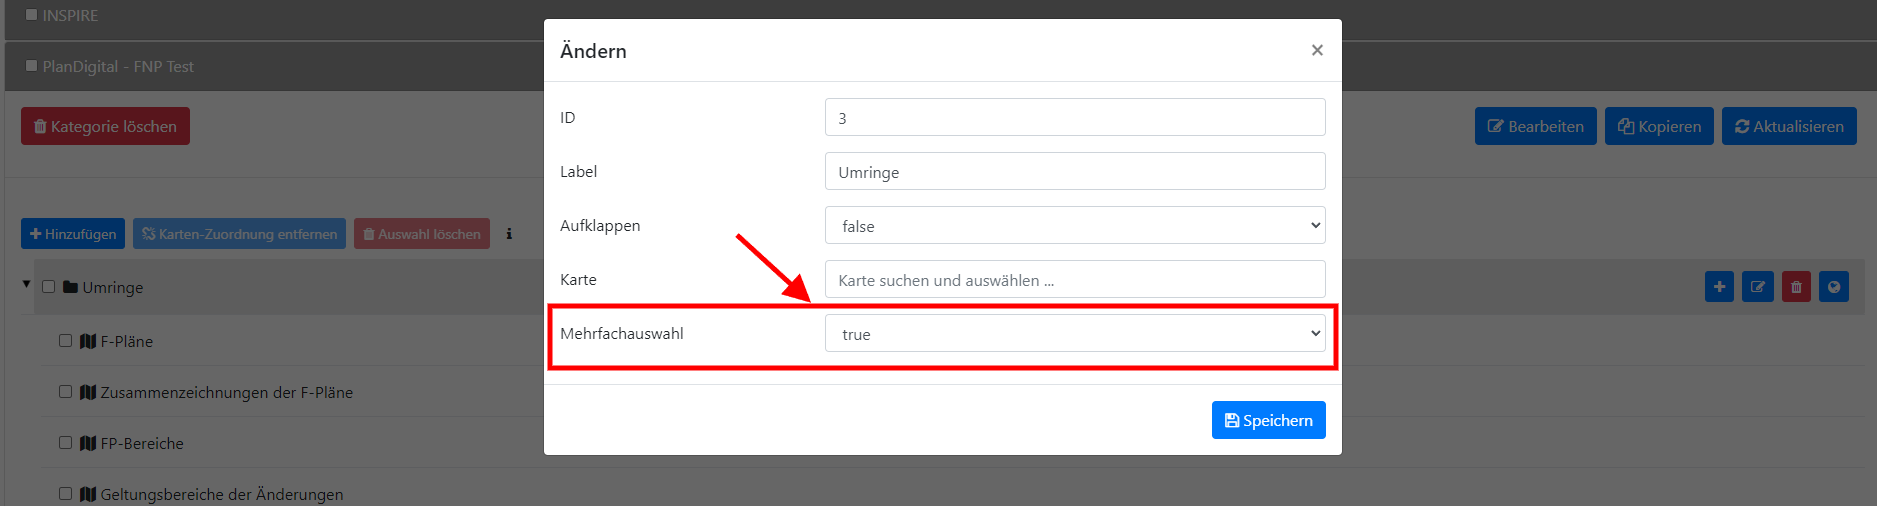 INSPIRE
PlanDigital - FNP Test
Kategorie löschen
Bearbeiten
Kopieren
Aktualisieren
Hinzufügen
Karten-Zuordnung entfernen
Auswahl löschen
i
Umringe
F-Pläne
Zusammenzeichnungen der F-Pläne
FP-Bereiche
Geltungsbereiche der Änderungen
Ändern
×
ID
3
Label
Umringe
Aufklappen
false
Karte
Karte suchen und auswählen ...
Mehrfachauswahl
true
Speichern